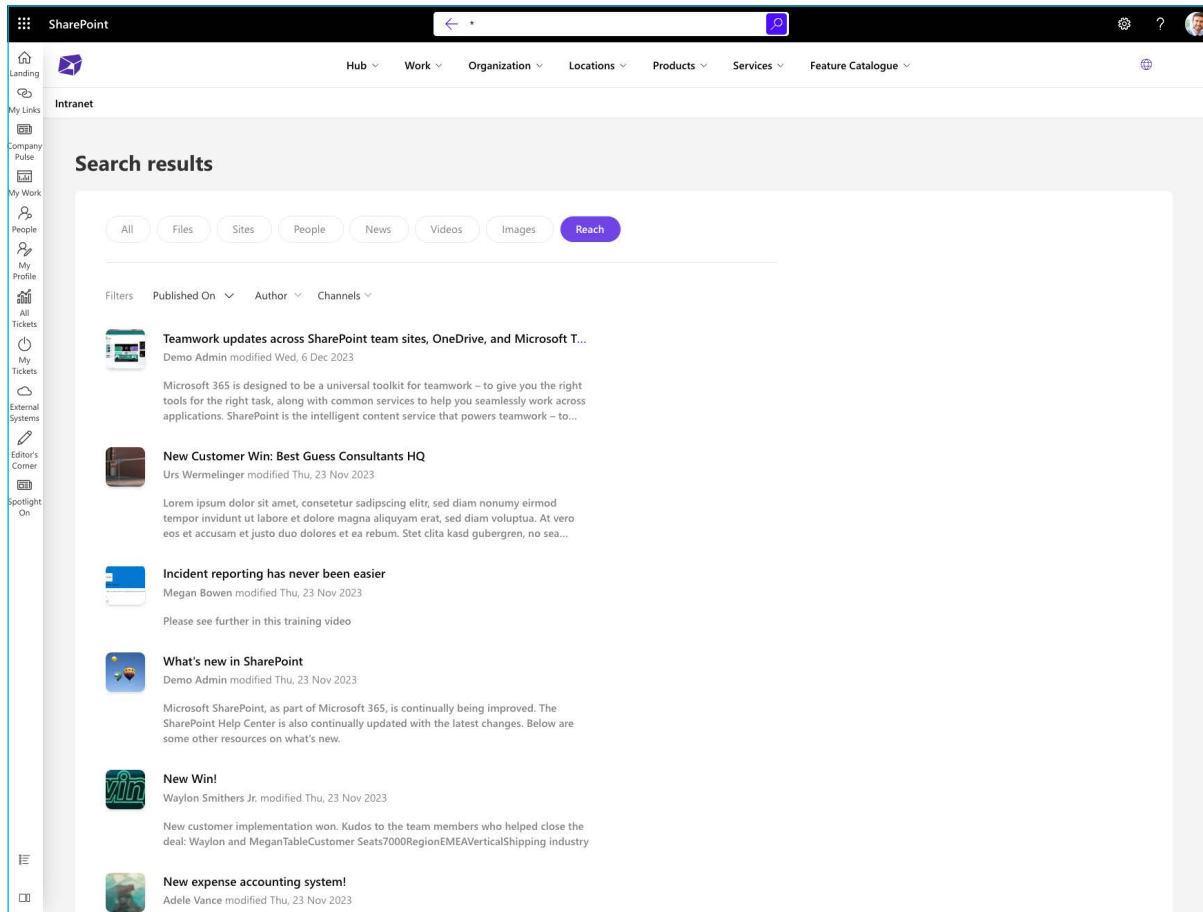 SharePoint
*
?
Landing
My Links
Company
Pulse
My Work
People
My
Profile
All
Tickets
My
Tickets
External
Systems
Editor's
Corner
Spotlight
On
Hub
Work
Organization
Locations
Products
Services
Feature Catalogue
Intranet
Search results
All
Files
Sites
People
News
Videos
Images
Reach
Filters
Published On
Author
Channels
Teamwork updates across SharePoint team sites, OneDrive, and Microsoft T...
Demo Admin modified Wed, 6 Dec 2023
Microsoft 365 is designed to be a universal toolkit for teamwork – to give you the right
tools for the right task, along with common services to help you seamlessly work across
applications. SharePoint is the intelligent content service that powers teamwork – to...
New Customer Win: Best Guess Consultants HQ
Urs Wermelinger modified Thu, 23 Nov 2023
Lorem ipsum dolor sit amet, consetetur sadipscing elitr, sed diam nonumy eirmod
tempor invidunt ut labore et dolore magna aliquyam erat, sed diam voluptua. At vero
eos et accusam et justo duo dolores et ea rebum. Stet clita kasd gubergren, no sea...
Incident reporting has never been easier
Megan Bowen modified Thu, 23 Nov 2023
Please see further in this training video
What's new in SharePoint
Demo Admin modified Thu, 23 Nov 2023
Microsoft SharePoint, as part of Microsoft 365, is continually being improved. The
SharePoint Help Center is also continually updated with the latest changes. Below are
some other resources on what's new.
win
New Win!
Waylon Smithers Jr. modified Thu, 23 Nov 2023
New customer implementation won. Kudos to the team members who helped close the
deal: Waylon and MeganTableCustomer Seats7000RegionEMEAVerticalShipping industry
New expense accounting system!
Adele Vance modified Thu, 23 Nov 2023